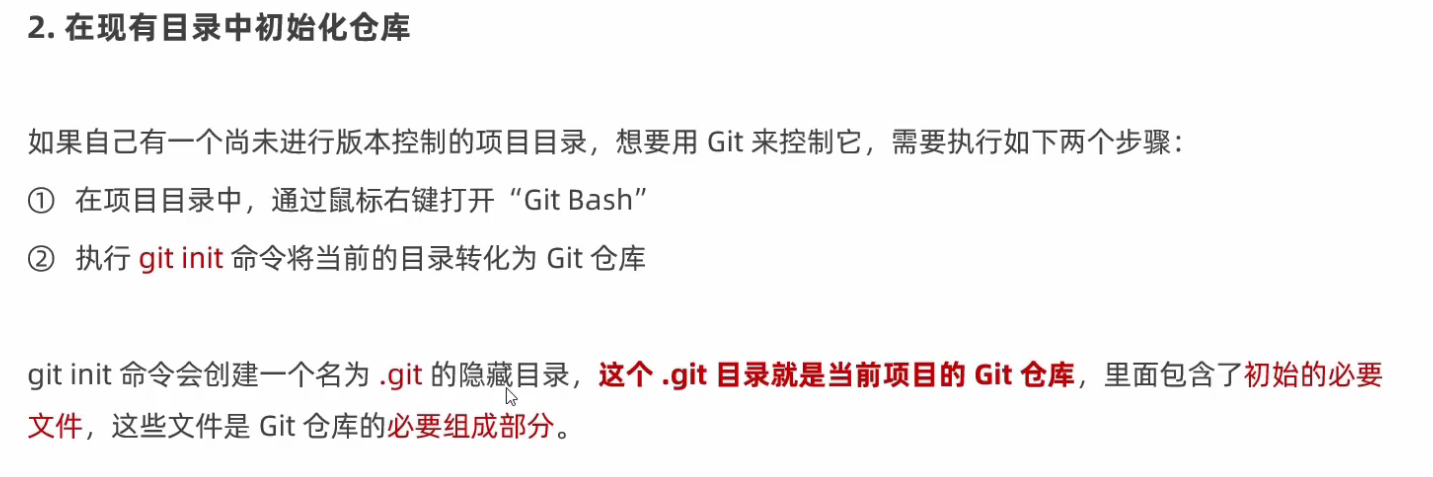 2. 在现有目录中初始化仓库
如果自己有一个尚未进行版本控制的项目目录，想要用 Git 来控制它，需要执行如下两个步骤：
① 在项目目录中，通过鼠标右键打开“Git Bash”
② 执行 git init 命令将当前的目录转化为 Git 仓库
git init 命令会创建一个名为 .git 的隐藏目录，这个 .git 目录就是当前项目的 Git 仓库，里面包含了初始的必要
文件，这些文件是 Git 仓库的必要组成部分。